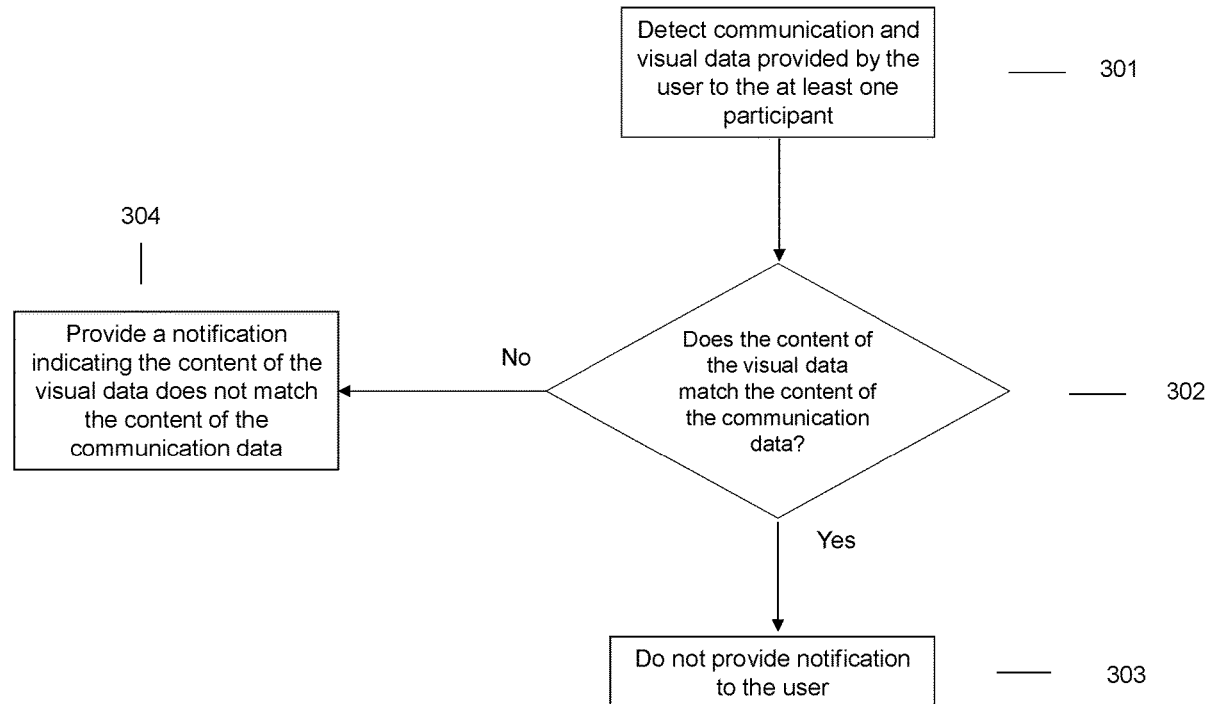 Detect communication and
visual data provided by the
user to the at least one
participant
301
304
Provide a notification
indicating the content of the
visual data does not match
the content of the
communication data
No
Does the content of
the visual data
match the content of
the communication
data?
302
Yes
Do not provide notification
to the user
303